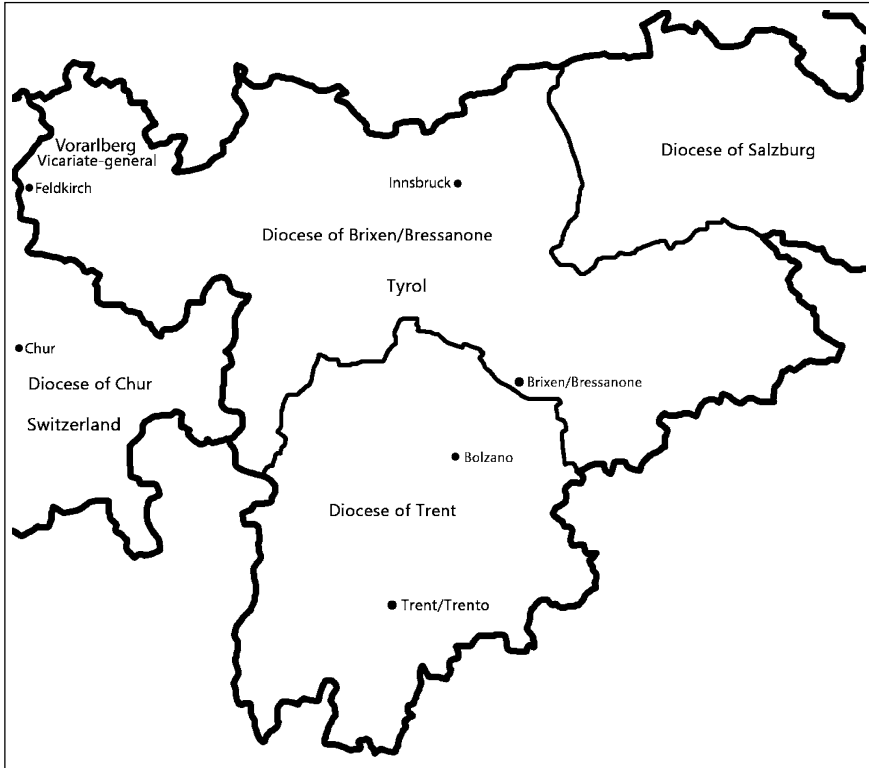 Vorarlberg
Vicariate-general
Feldkirch
Innsbruck
Diocese of Salzburg
Diocese of Brixen/Bressanone
Tyrol
Chur
Diocese of Chur
Switzerland
Brixen/Bressanone
Bolzano
Diocese of Trent
Trent/Trento